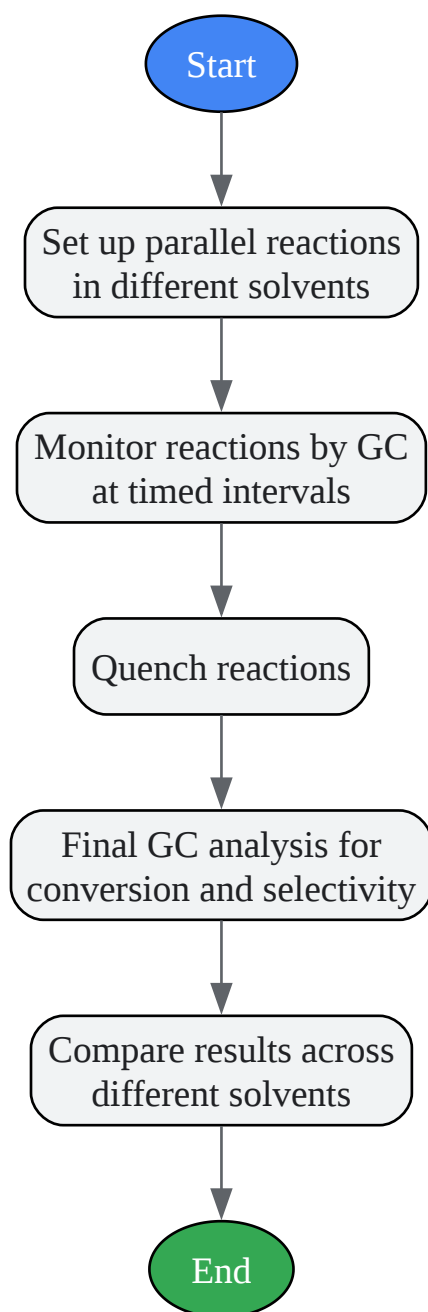 Start
Set up parallel reactions
in different solvents
Monitor reactions by GC
at timed intervals
Quench reactions
Final GC analysis for
conversion and selectivity
Compare results across
different solvents
End